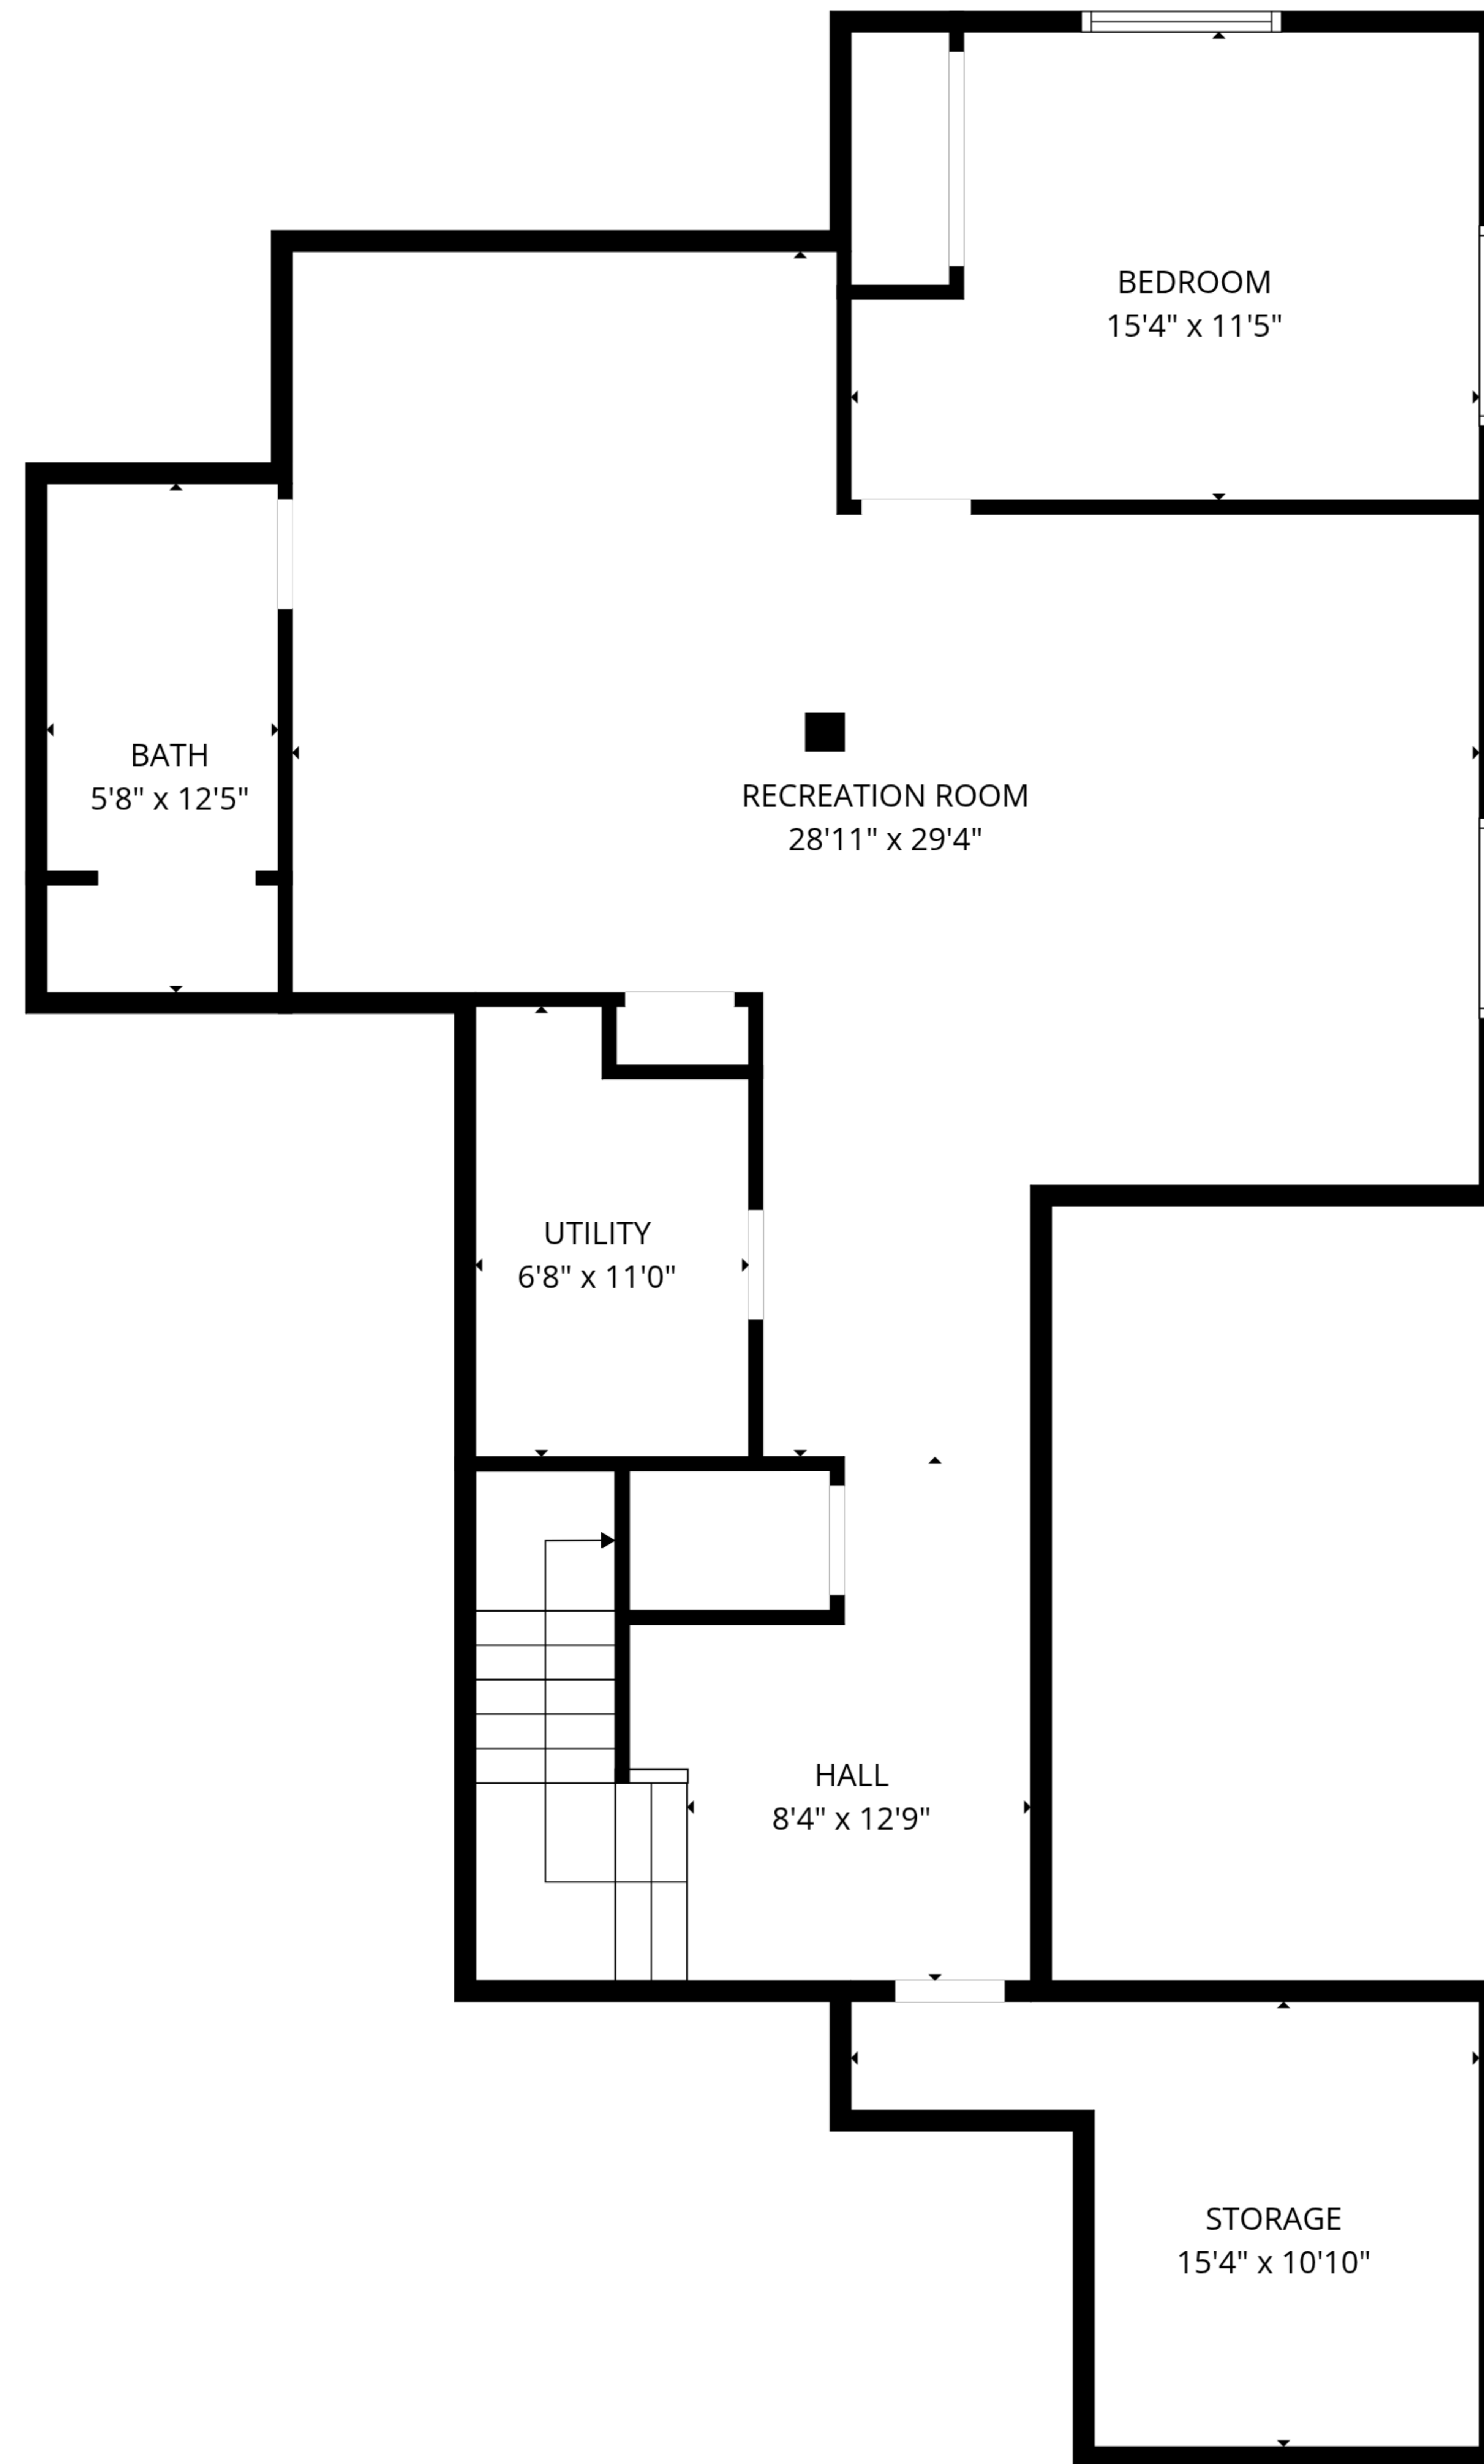 BEDROOM
15'4" x 11'5"
BATH
5'8" x 12'5"
RECREATION ROOM
28'11" x 29'4"
UTILITY
6'8" x 11'0"
HALL
8'4" x 12'9"
STORAGE
15'4" x 10'10"